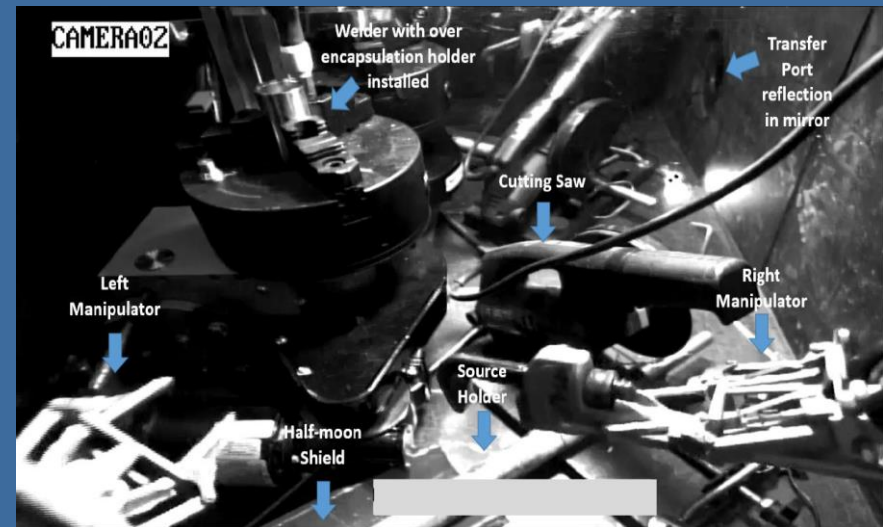 CAMERA02
Welder with over
encapsulation holder
installed
Transfer
Port
reflection
in mirror
Cutting Saw
Left
Manipulator
Right
Manipulator
Source
Holder
Half-moon
Shield